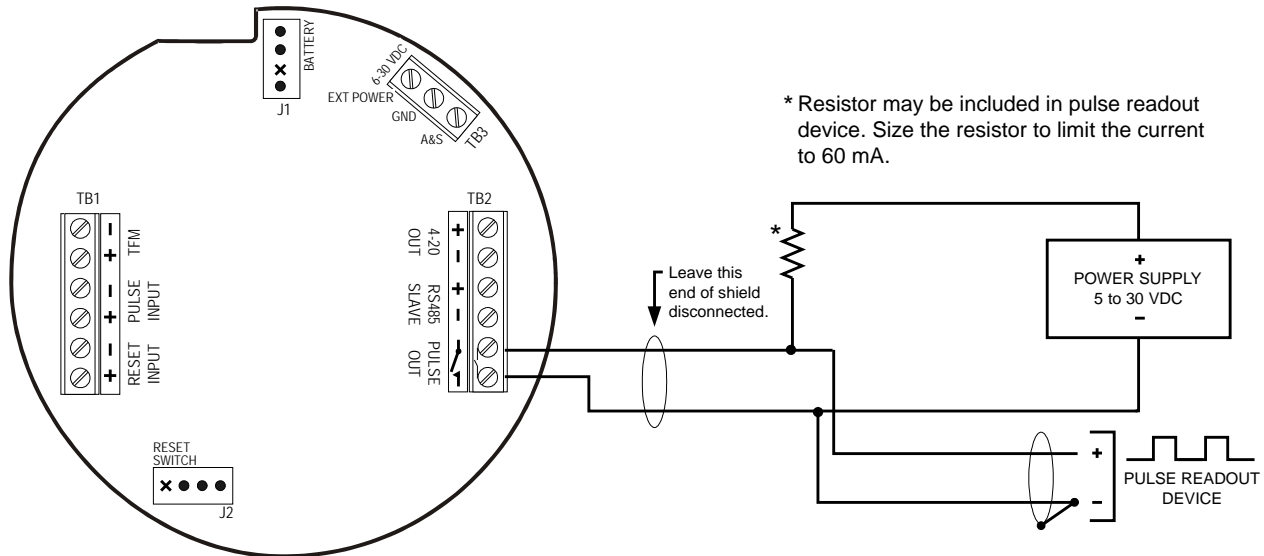 BATTERY
J1
6-30 VDC
EXT POWER
GND
A&S
TB3
* Resistor may be included in pulse readout
device. Size the resistor to limit the current
to 60 mA.
TB1
- TFM
+
- PULSE
+ INPUT
- RESET
+ INPUT
TB2
4-20 +
OUT -
RS485 +
SLAVE -
PULSE
OUT
Leave this
end of shield
disconnected.
*
+
POWER SUPPLY
5 to 30 VDC
-
+
-
PULSE READOUT
DEVICE
RESET
SWITCH
J2